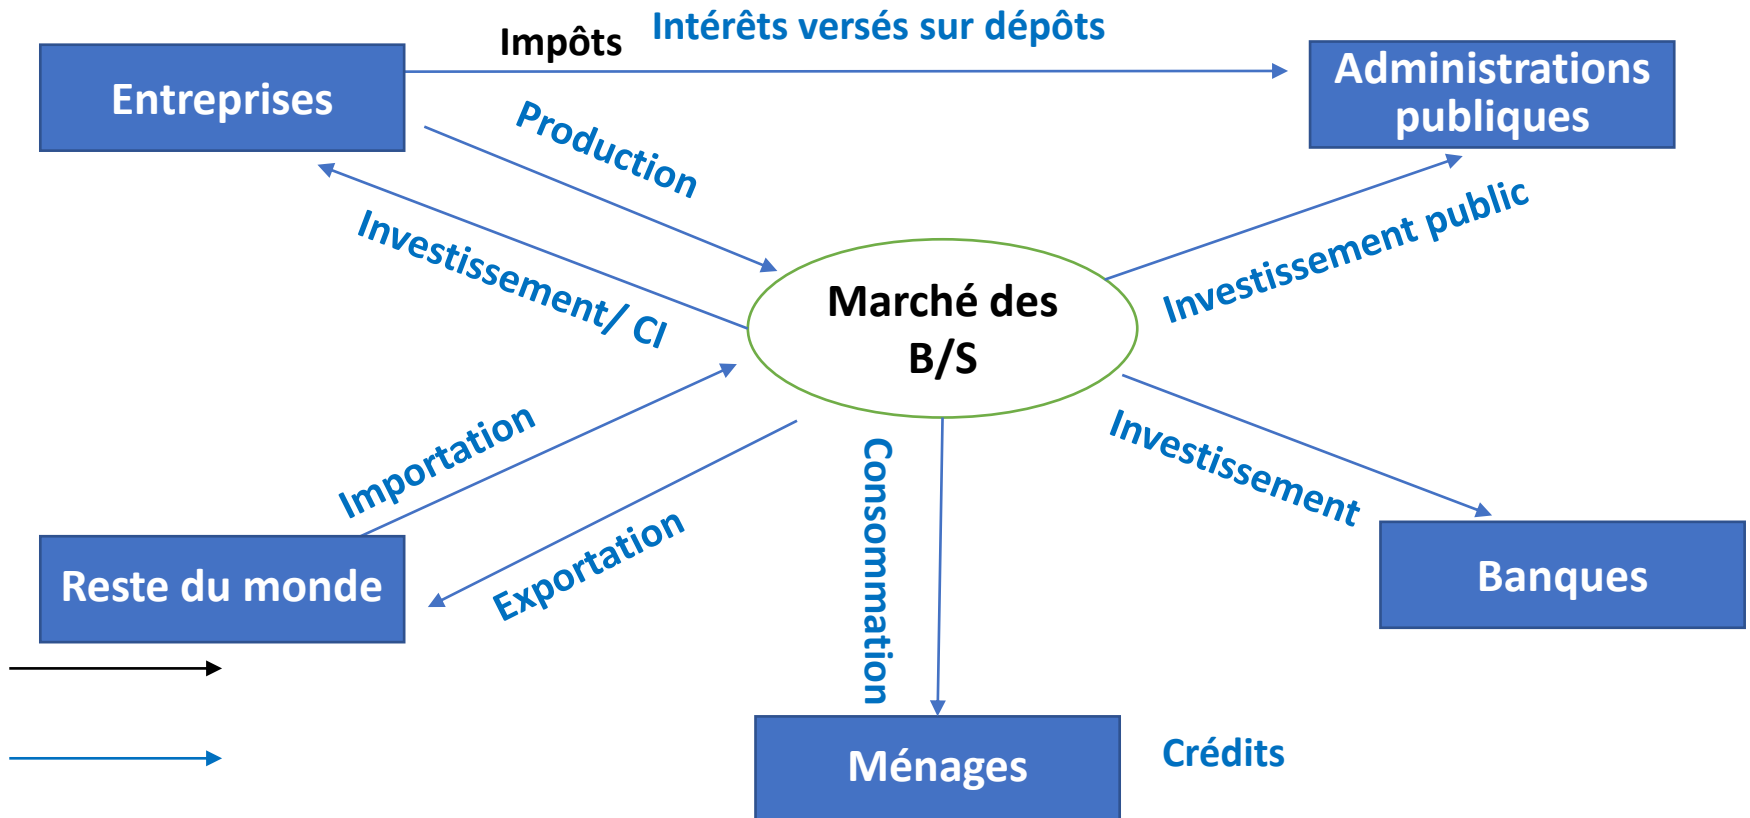 Intérêts versés sur dépôts
Impôts
Entreprises
Administrations
publiques
Production
Investissement/ CI
Investissement public
Marché des
B/S
Importation
Exportation
Consommation
Investissement
Reste du monde
Banques
Ménages
Crédits